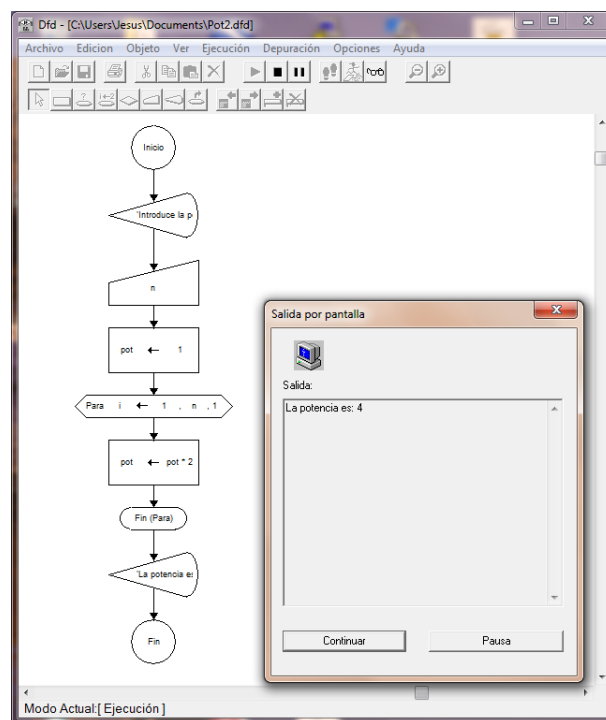 Dfd - [C:\Users\Jesus\Documents\Pot2.dfd]
Archivo Edicion Objeto Ver Ejecución Depuración Opciones Ayuda
Inicio
'Introduce la p
n
pot ← 1
Para i ← 1 , n , 1
pot ← pot * 2
Fin (Para)
'La potencia es
Fin
Salida por pantalla
Salida:
La potencia es: 4
Continuar Pausa
Modo Actual:[ Ejecución ]